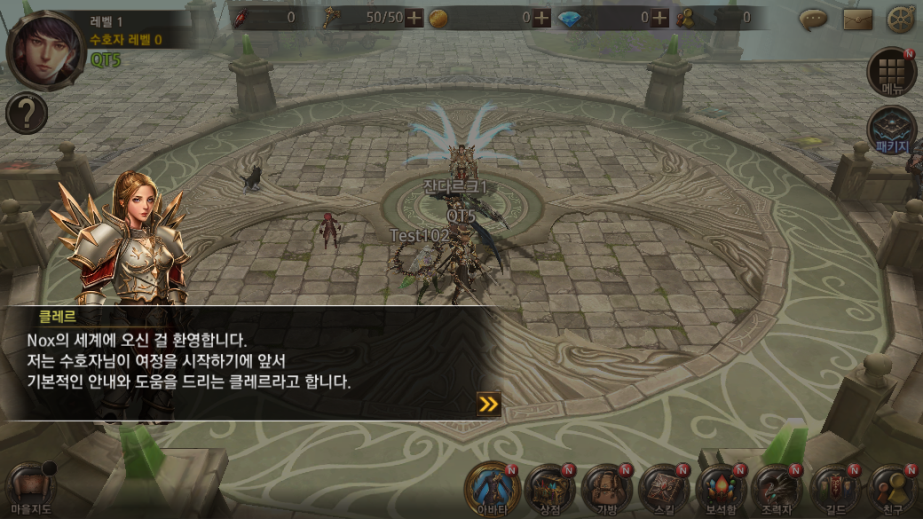 레벨 1
수호자 레벨 0
QT5
0
50/50
0
0
0
N
메뉴
패키지
잔다르크1
QT5
Test102
클레르
Nox의 세계에 오신 걸 환영합니다.
저는 수호자님이 여정을 시작하기에 앞서
기본적인 안내와 도움을 드리는 클레르라고 합니다.
마을지도
N
아바타
N
상점
N
가방
N
스킬
N
보석함
N
조력자
N
길드
N
친구